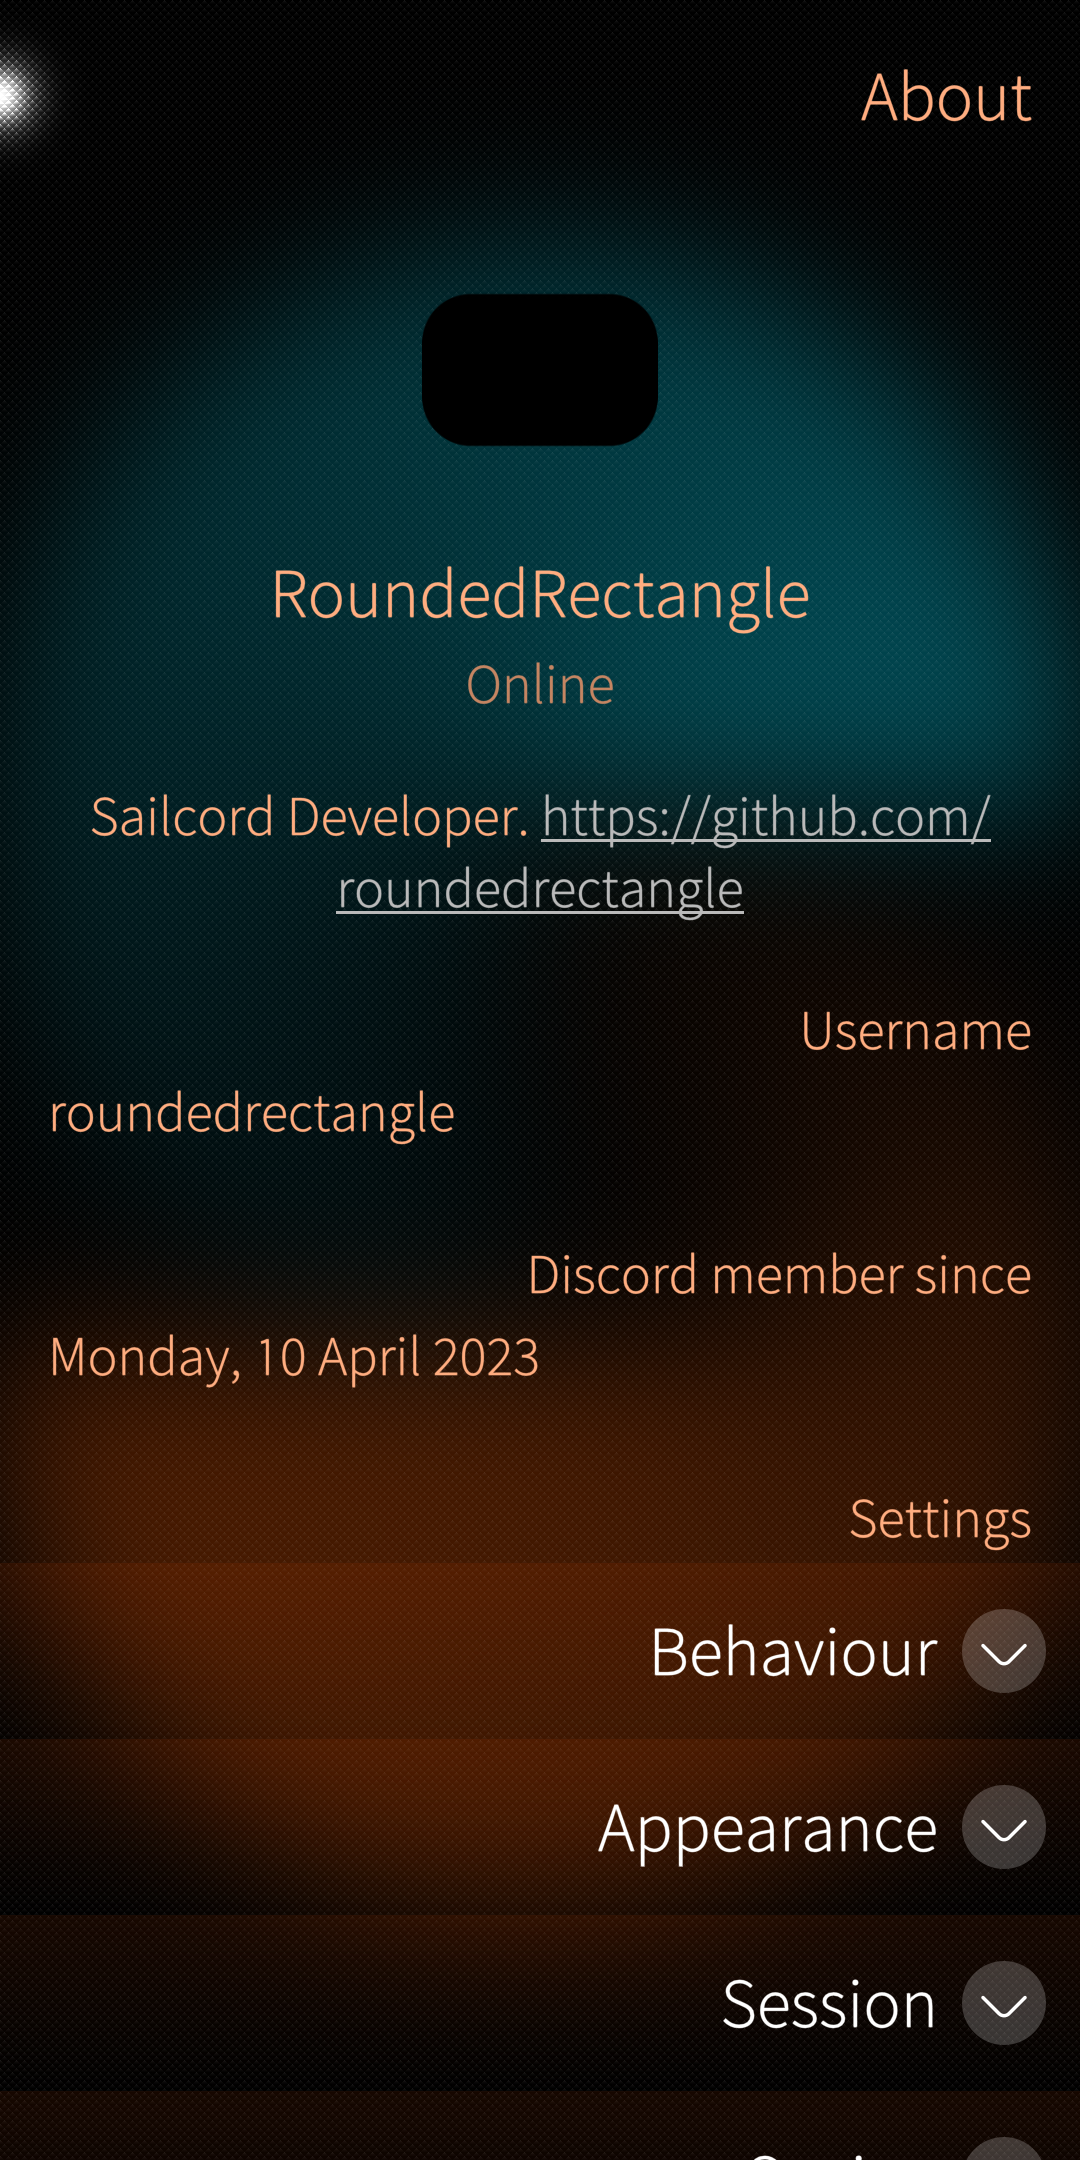 About
RoundedRectangle
Online
Sailcord Developer. https://github.com/
roundedrectangle
Username
roundedrectangle
Discord member since
Monday, 10 April 2023
Settings
Behaviour
Appearance
Session